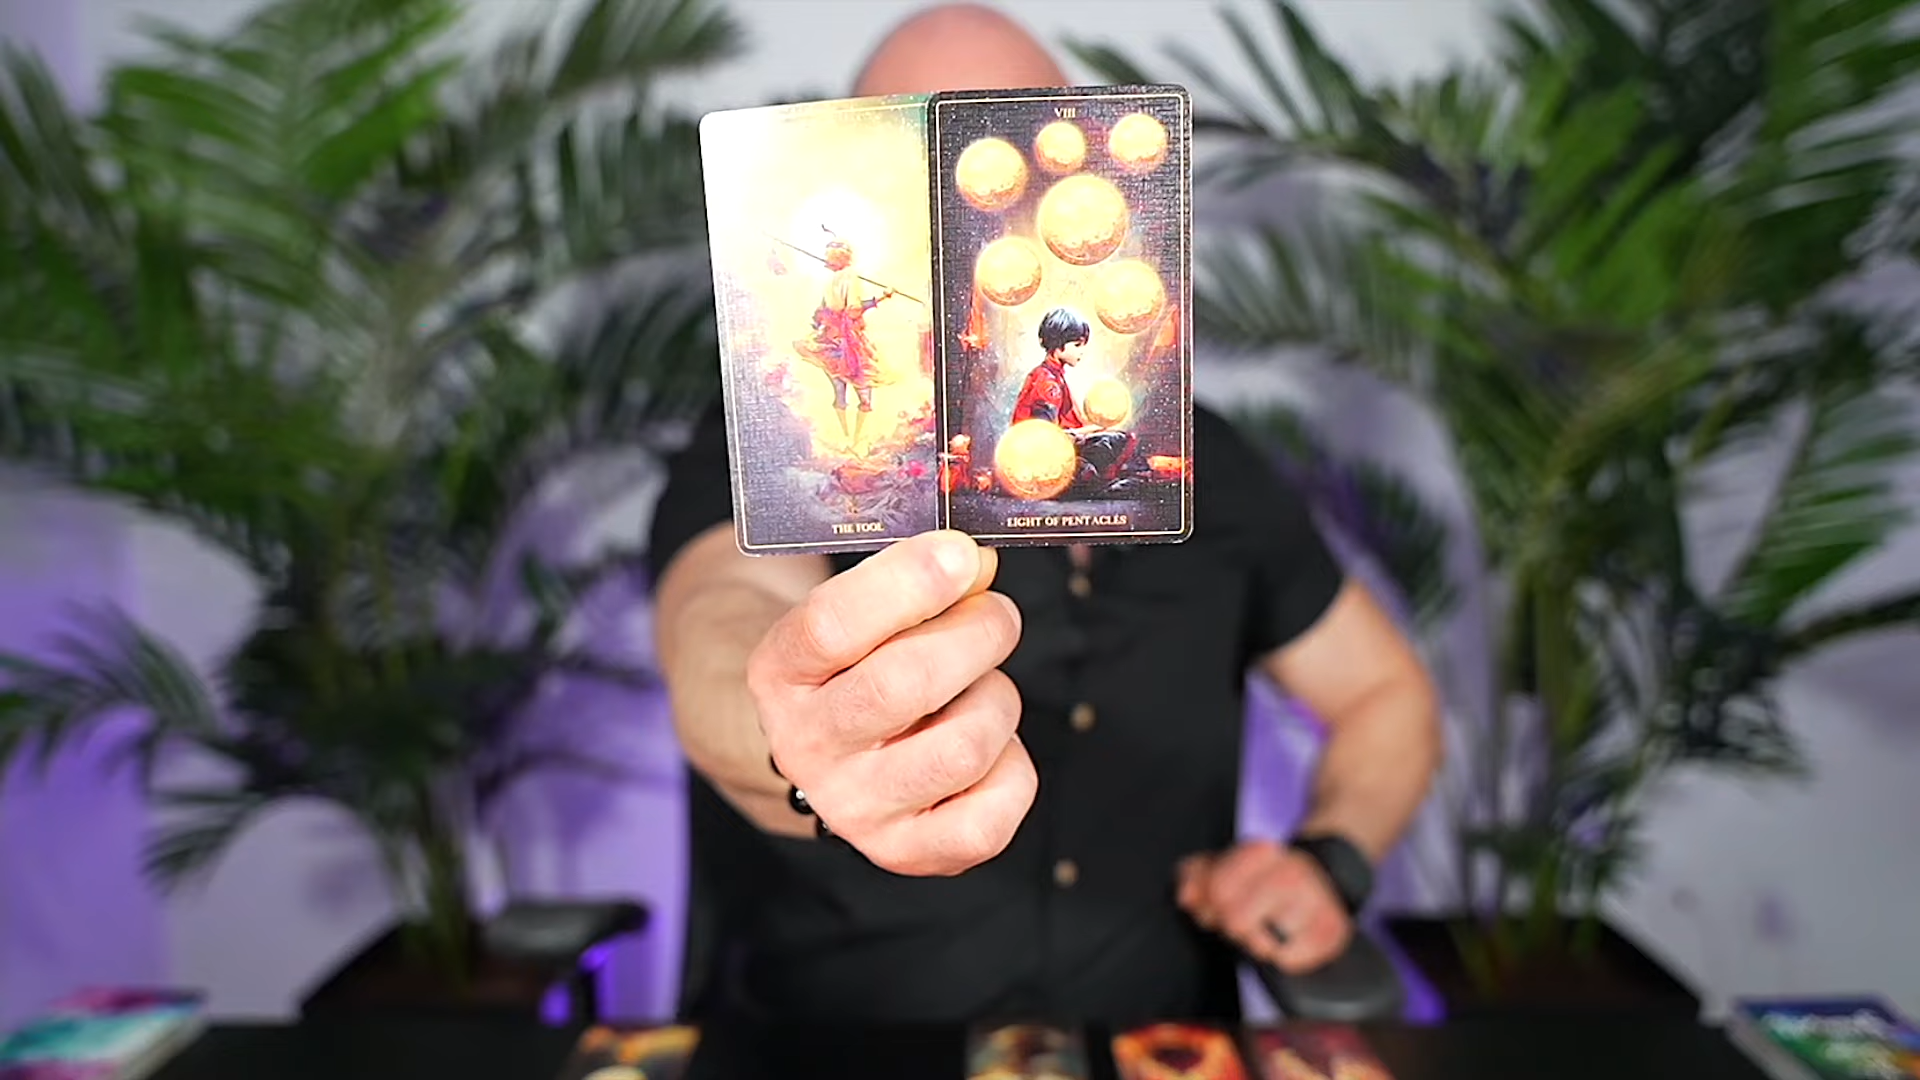 THE FOOL
VIII
EIGHT OF PENTACLES